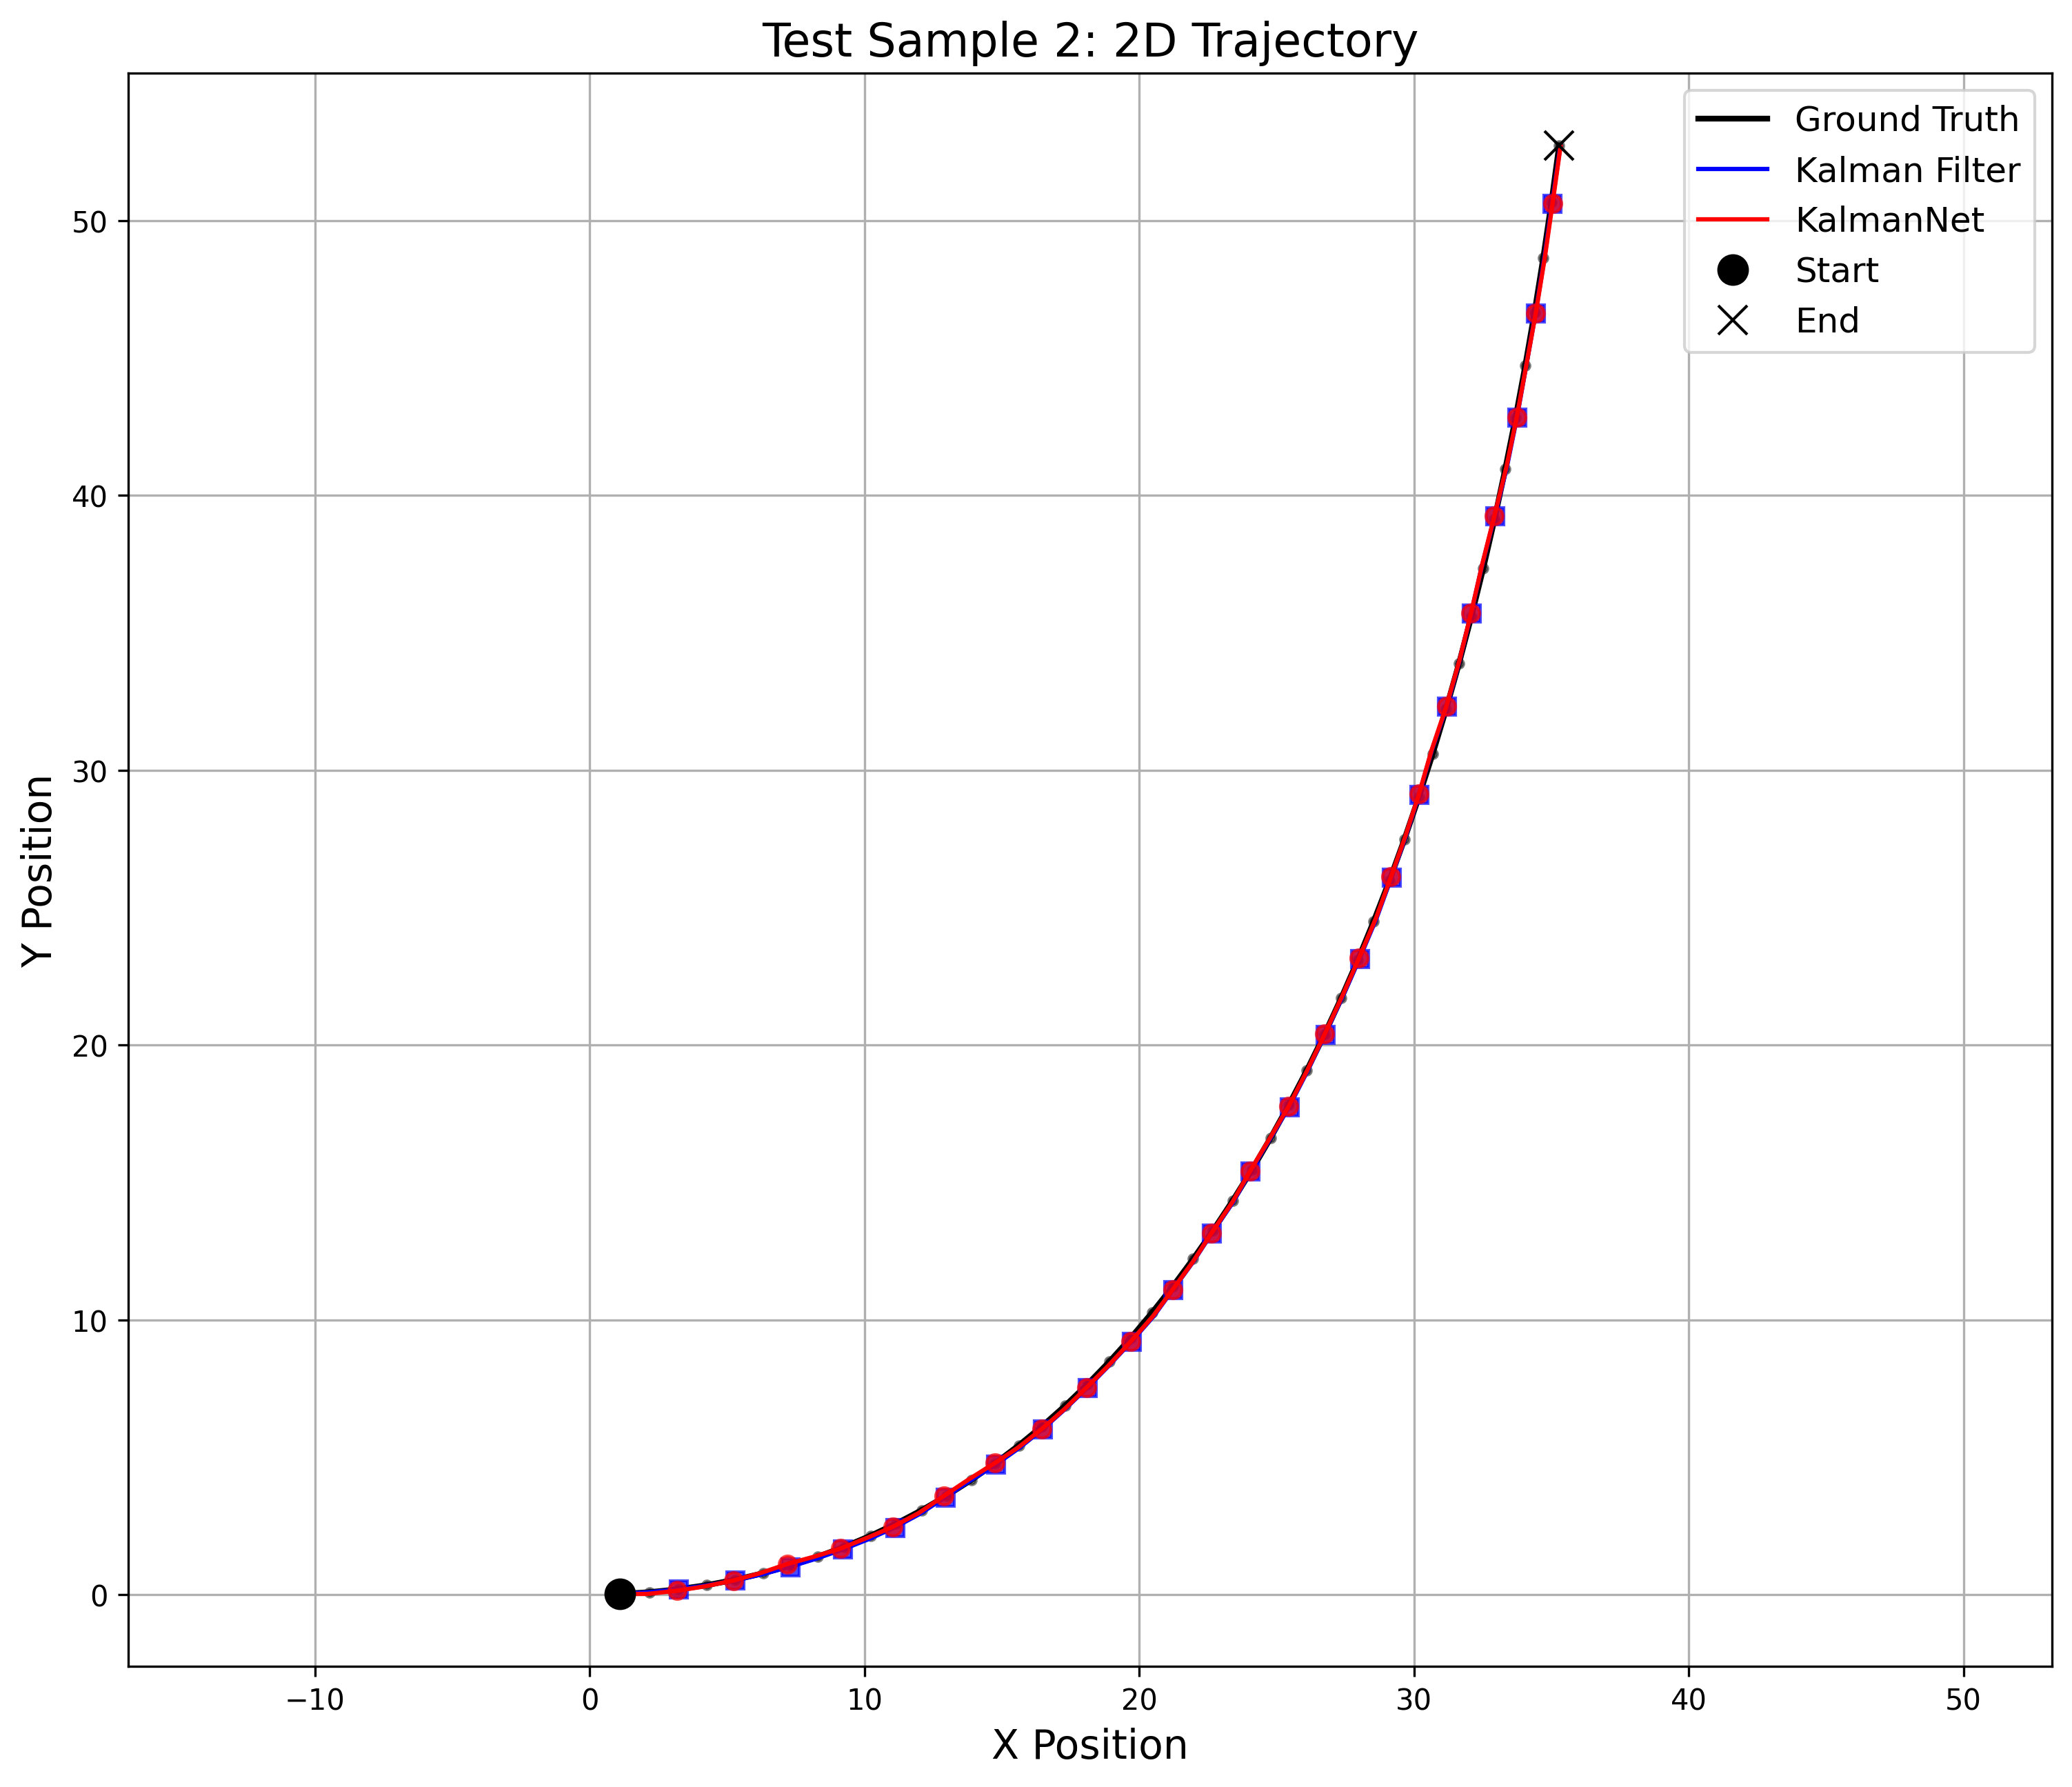 Test Sample 2: 2D Trajectory
Ground Truth
Kalman Filter
KalmanNet
Start
End
Y Position
50
40
30
20
10
0
−10
0
10
20
30
40
50
X Position